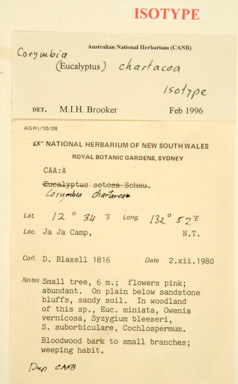 ISOTYPE
Australian National Herbarium (CANB)
Corymbia
(Eucalyptus) chartacea
isotype
DET. M.I.H. Brooker Feb 1996
AGRU10/28
EX NATIONAL HERBARIUM OF NEW SOUTH WALES
ROYAL BOTANIC GARDENS, SYDNEY
CAA:A
Eucalyptus setosa Schau.
Corymbia chartacea
Lat 12° 34'S Long. 132° 52'E
Loc. Ja Ja Camp, N.T.
Coll. D. Blaxell 1816 Date 2.xii.1980
Notes Small tree, 6 m.; flowers pink;
abundant. On plain below sandstone
bluffs, sandy soil. In woodland
of this sp., Euc. miniata, Owenia
vernicosa, Syzygium bleeseri,
S. suborbiculare, Cochlospermum.
Bloodwood bark to small branches;
weeping habit.
Dup CANB